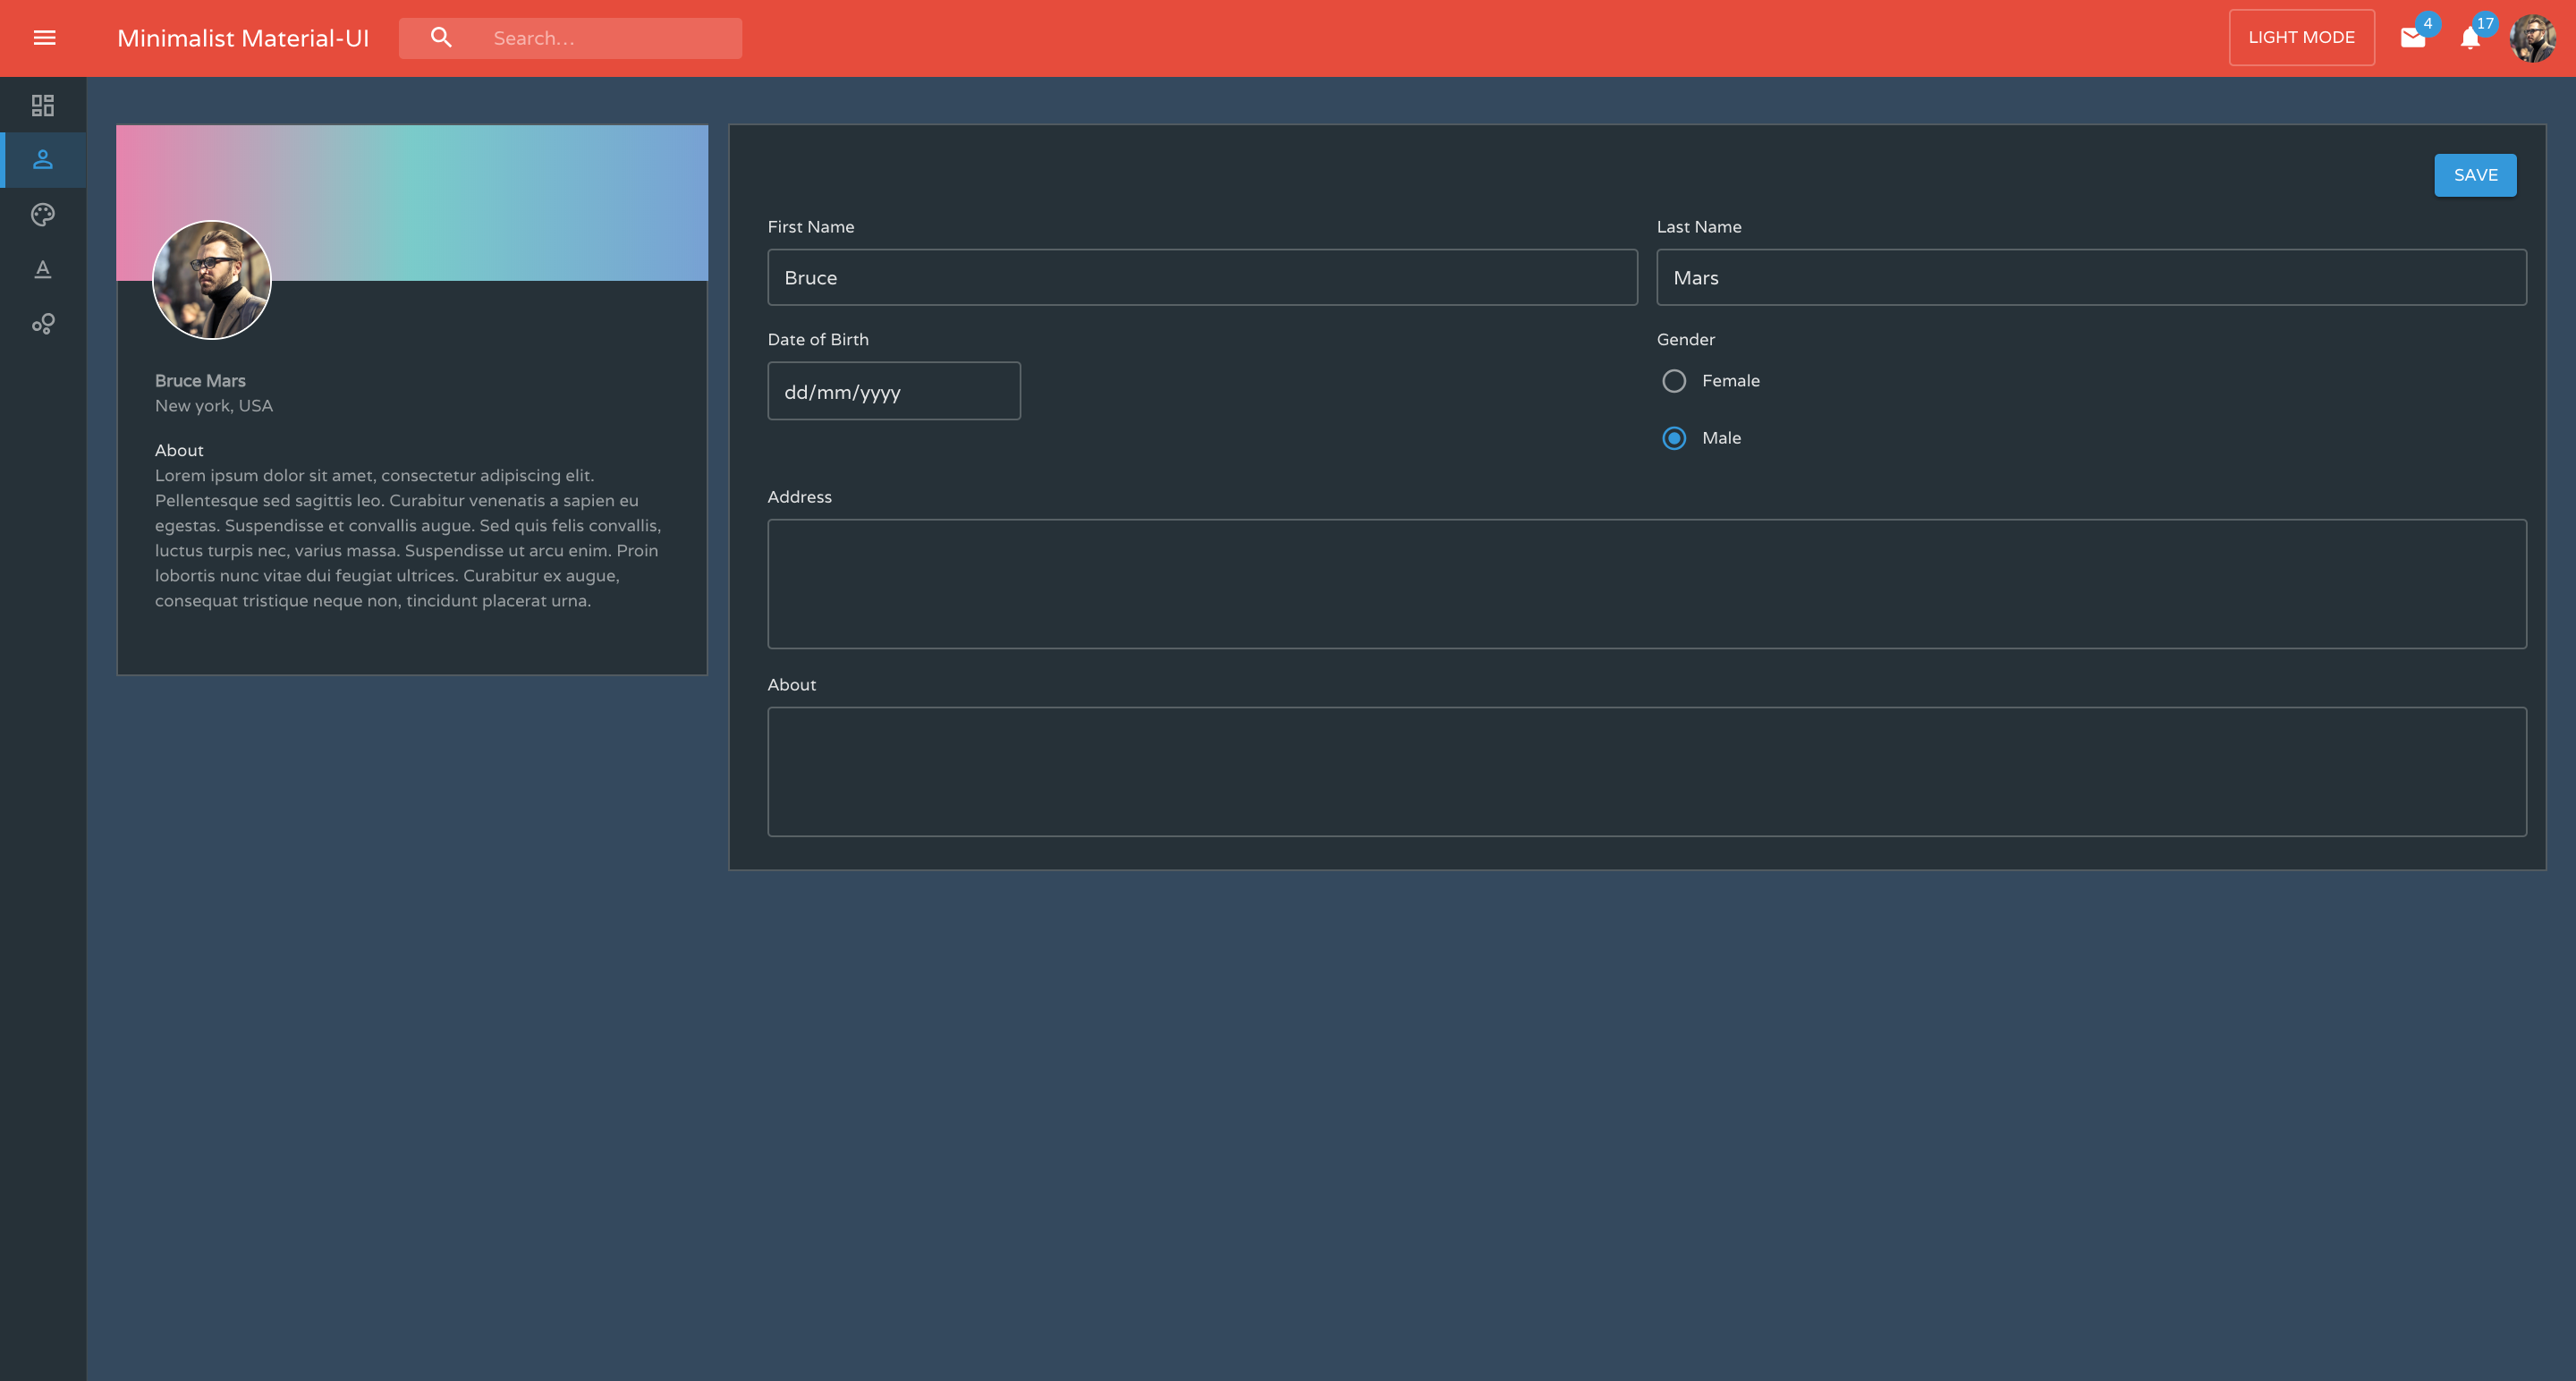 Minimalist Material-UI
Search...
LIGHT MODE
4
17
Bruce Mars
New york, USA
About
Lorem ipsum dolor sit amet, consectetur adipiscing elit.
Pellentesque sed sagittis leo. Curabitur venenatis a sapien eu
egestas. Suspendisse et convallis augue. Sed quis felis convallis,
luctus turpis nec, varius massa. Suspendisse ut arcu enim. Proin
lobortis nunc vitae dui feugiat ultrices. Curabitur ex augue,
consequat tristique neque non, tincidunt placerat urna.
SAVE
First Name
Bruce
Last Name
Mars
Date of Birth
dd/mm/yyyy
Gender
Female
Male
Address
About